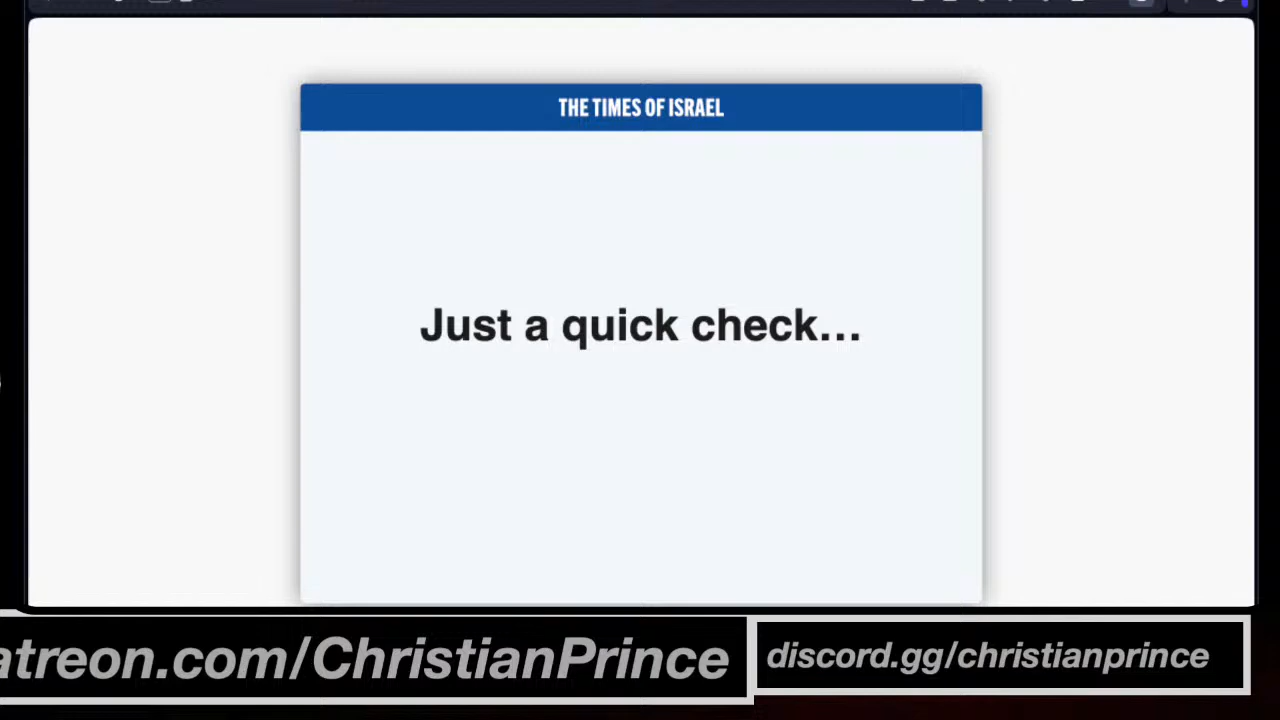 THE TIMES OF ISRAEL
Just a quick check...
atreon.com/ChristianPrince
discord.gg/christianprince